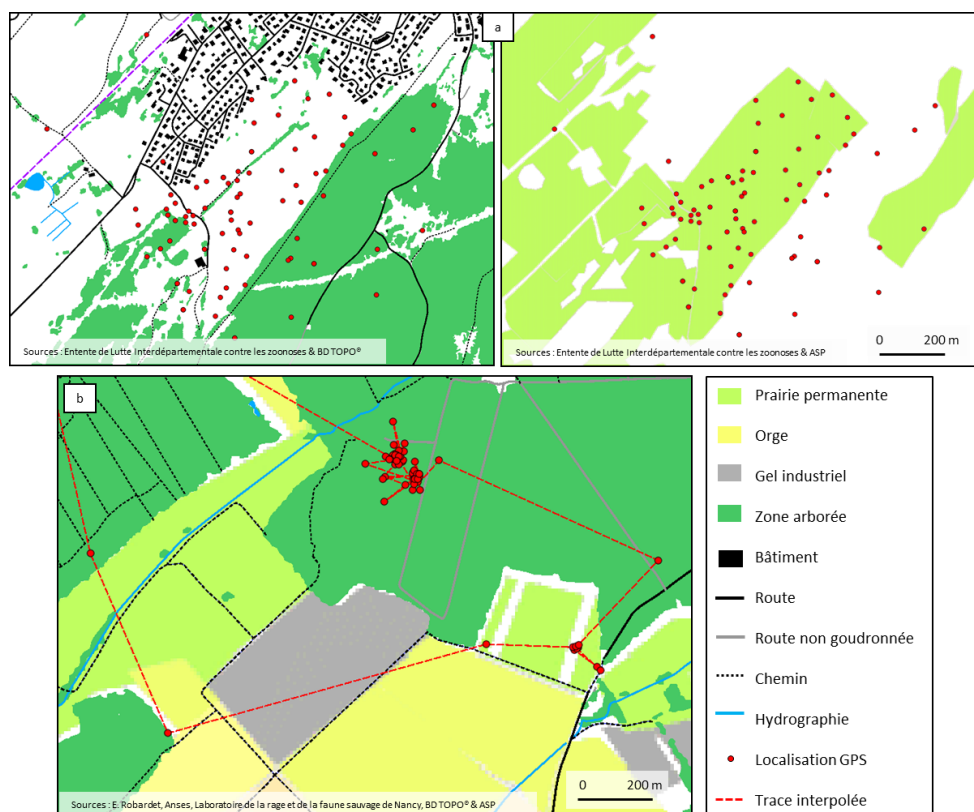 a
Sources : Entente de Lutte Interdépartementale contre les zoonoses & BD TOPO®
Sources : Entente de Lutte Interdépartementale contre les zoonoses & ASP
0 200 m
b
Sources : E. Robardet, Anses, Laboratoire de la rage et de la faune sauvage de Nancy, BD TOPO® & ASP
0 200 m
Prairie permanente
Orge
Gel industriel
Zone arborée
Bâtiment
Route
Route non goudronnée
Chemin
Hydrographie
Localisation GPS
Trace interpolée